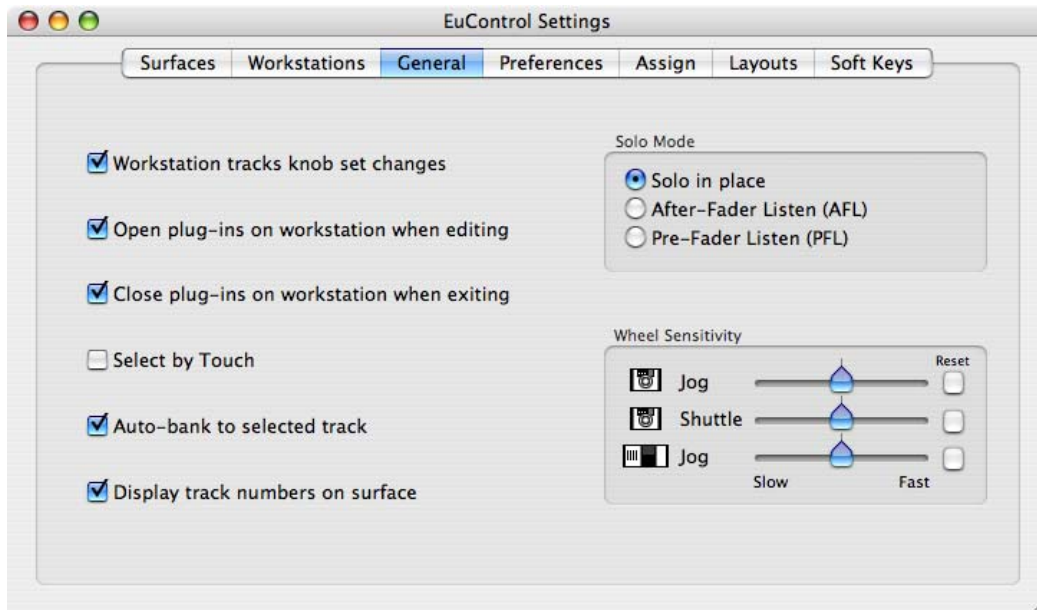 EuControl Settings
Surfaces Workstations General Preferences Assign Layouts Soft Keys
Workstation tracks knob set changes
Open plug-ins on workstation when editing
Close plug-ins on workstation when exiting
Select by Touch
Auto-bank to selected track
Display track numbers on surface
Solo Mode
Solo in place
After-Fader Listen (AFL)
Pre-Fader Listen (PFL)
Wheel Sensitivity
Reset
Jog
Shuttle
Jog
Slow Fast